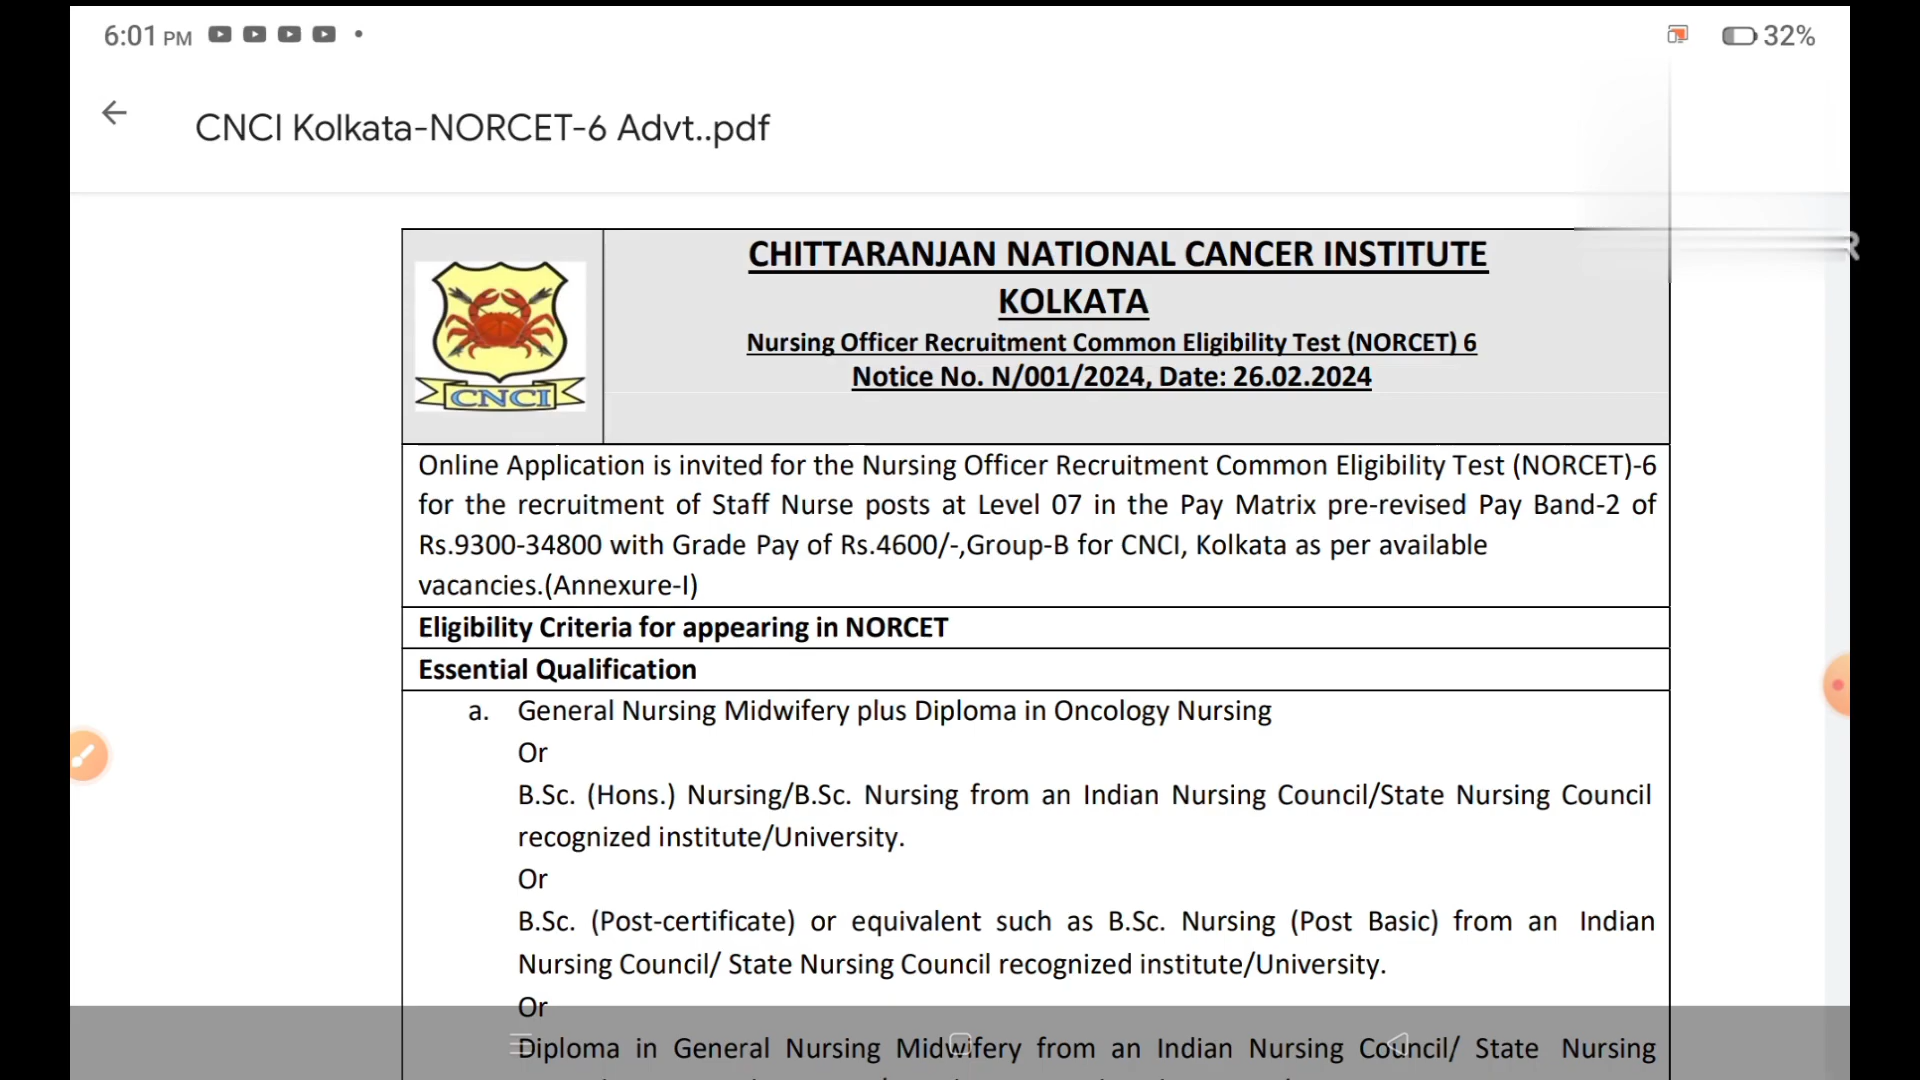 6:01 PM
32%
CNCI Kolkata-NORCET-6 Advt..pdf
CHITTARANJAN NATIONAL CANCER INSTITUTE
KOLKATA
Nursing Officer Recruitment Common Eligibility Test (NORCET) 6
Notice No. N/001/2024, Date: 26.02.2024
CNCI
Online Application is invited for the Nursing Officer Recruitment Common Eligibility Test (NORCET)-6
for the recruitment of Staff Nurse posts at Level 07 in the Pay Matrix pre-revised Pay Band-2 of
Rs.9300-34800 with Grade Pay of Rs.4600/-,Group-B for CNCI, Kolkata as per available
vacancies.(Annexure-I)
Eligibility Criteria for appearing in NORCET
Essential Qualification
a. General Nursing Midwifery plus Diploma in Oncology Nursing
Or
B.Sc. (Hons.) Nursing/B.Sc. Nursing from an Indian Nursing Council/State Nursing Council
recognized institute/University.
Or
B.Sc. (Post-certificate) or equivalent such as B.Sc. Nursing (Post Basic) from an Indian
Nursing Council/ State Nursing Council recognized institute/University.
Or
Diploma in General Nursing Midwifery from an Indian Nursing Council/ State Nursing